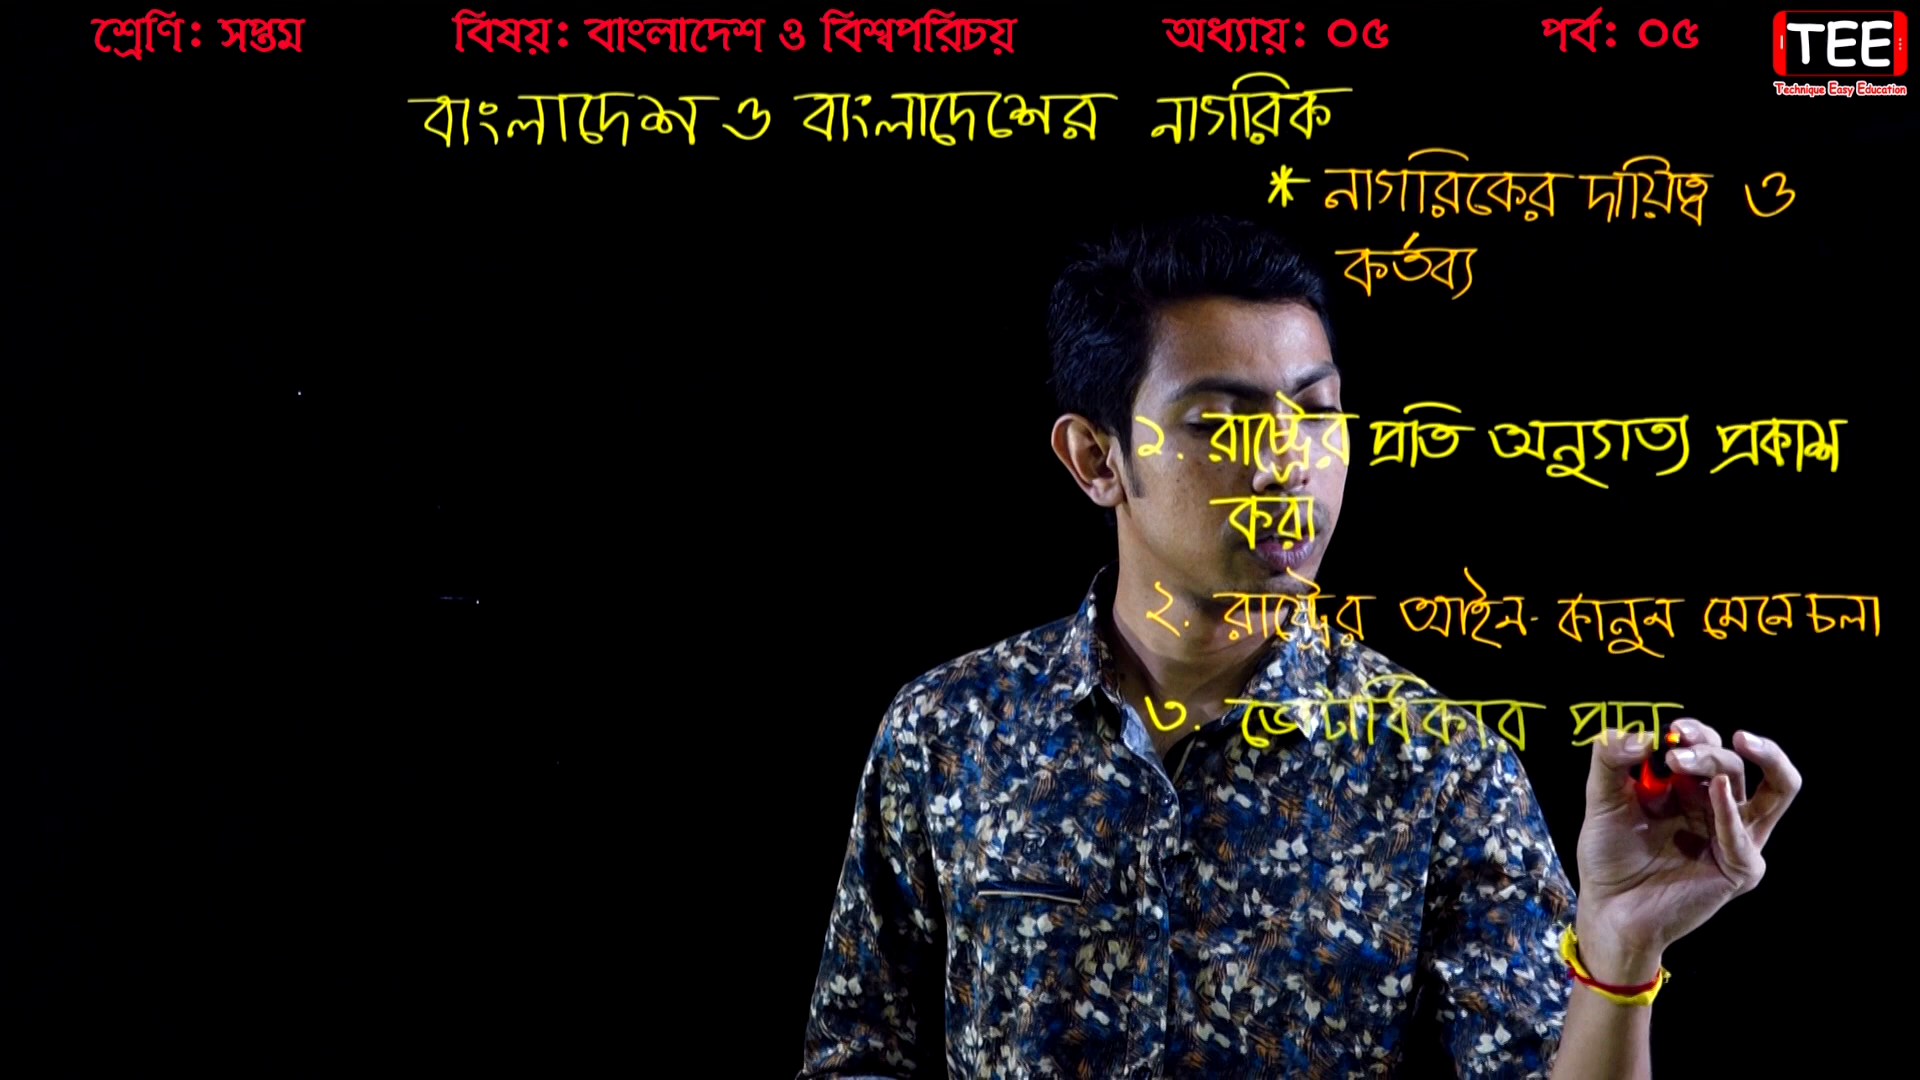 শ্রেণি: সপ্তম বিষয়: বাংলাদেশ ও বিশ্বপরিচয় অধ্যায়: ০৫ পর্ব: ০৫
TEE
Technique Easy Education
বাংলাদেশ ও বাংলাদেশের নাগরিক
* নাগরিকের দায়িত্ব ও
কর্তব্য
১. রাষ্ট্রের প্রতি অনুগত্য প্রকাশ
করা
২. রাষ্ট্রের আইন-কানুন মেনে চলা
৩. ভোটাধিকার প্রদা